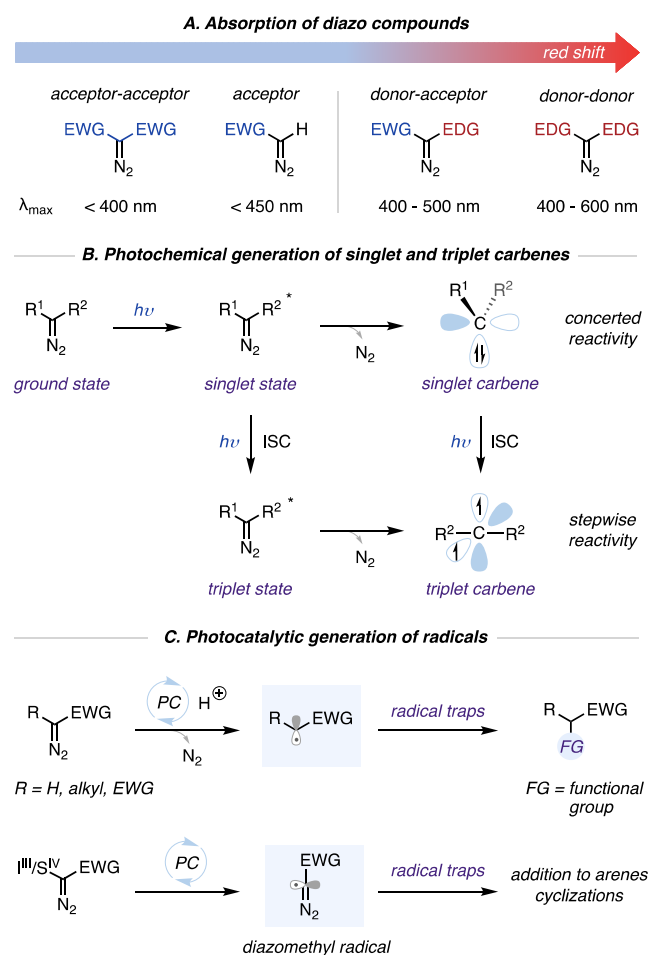 A. Absorption of diazo compounds
red shift
acceptor-acceptor acceptor donor-acceptor donor-donor
EWG EWG EWG H EWG EDG EDG EDG
N₂ N₂ N₂ N₂
λmax < 400 nm < 450 nm 400 - 500 nm 400 - 600 nm
B. Photochemical generation of singlet and triplet carbenes
R¹ R² hυ R¹ R² * R¹ R²
C
N₂ N₂ N₂
concerted
reactivity
ground state singlet state singlet carbene
hυ ISC hυ ISC
R¹ R² * R² C R²
N₂ N₂
stepwise
reactivity
triplet state triplet carbene
C. Photocatalytic generation of radicals
R EWG PC H⊕ R EWG radical traps R EWG
N₂ N₂ FG
R = H, alkyl, EWG FG = functional
group
Iᴵᴵᴵ/Sᴵⱽ EWG PC EWG radical traps addition to arenes
cyclizations
N₂ N₂
diazomethyl radical